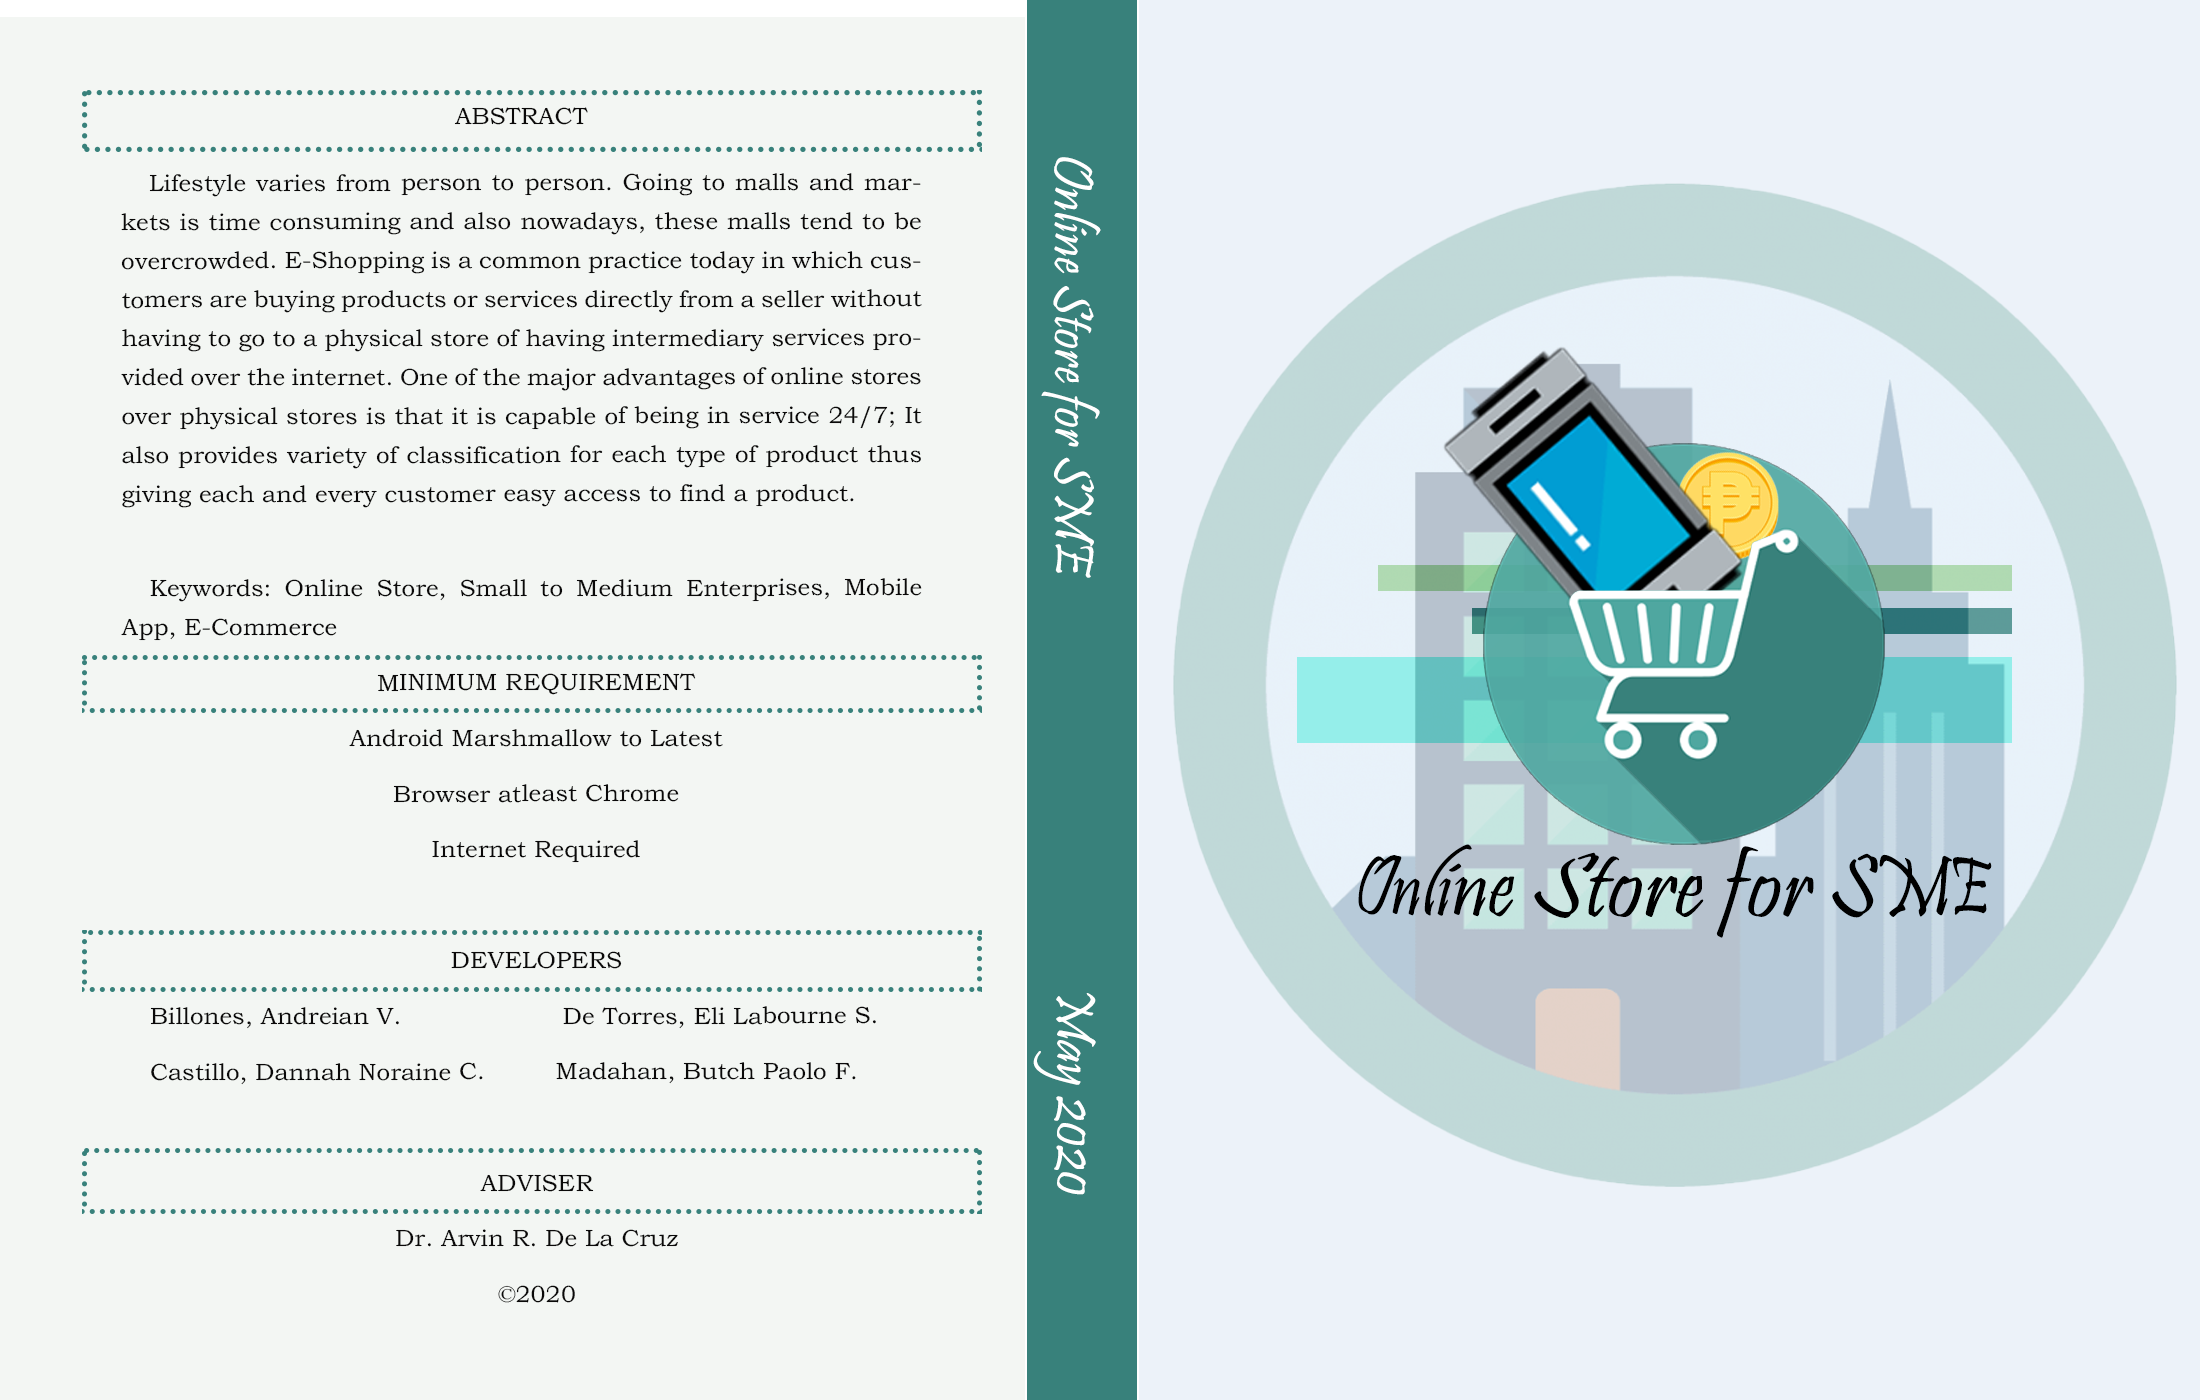 ABSTRACT
Lifestyle varies from person to person. Going to malls and mar-
kets is time consuming and also nowadays, these malls tend to be
overcrowded. E-Shopping is a common practice today in which cus-
tomers are buying products or services directly from a seller without
having to go to a physical store of having intermediary services pro-
vided over the internet. One of the major advantages of online stores
over physical stores is that it is capable of being in service 24/7; It
also provides variety of classification for each type of product thus
giving each and every customer easy access to find a product.
Keywords: Online Store, Small to Medium Enterprises, Mobile
App, E-Commerce
MINIMUM REQUIREMENT
Android Marshmallow to Latest
Browser atleast Chrome
Internet Required
DEVELOPERS
Billones, Andreian V. De Torres, Eli Labourne S.
Castillo, Dannah Noraine C. Madahan, Butch Paolo F.
ADVISER
Dr. Arvin R. De La Cruz
©2020
Online Store for SME
May 2020
Online Store for SME